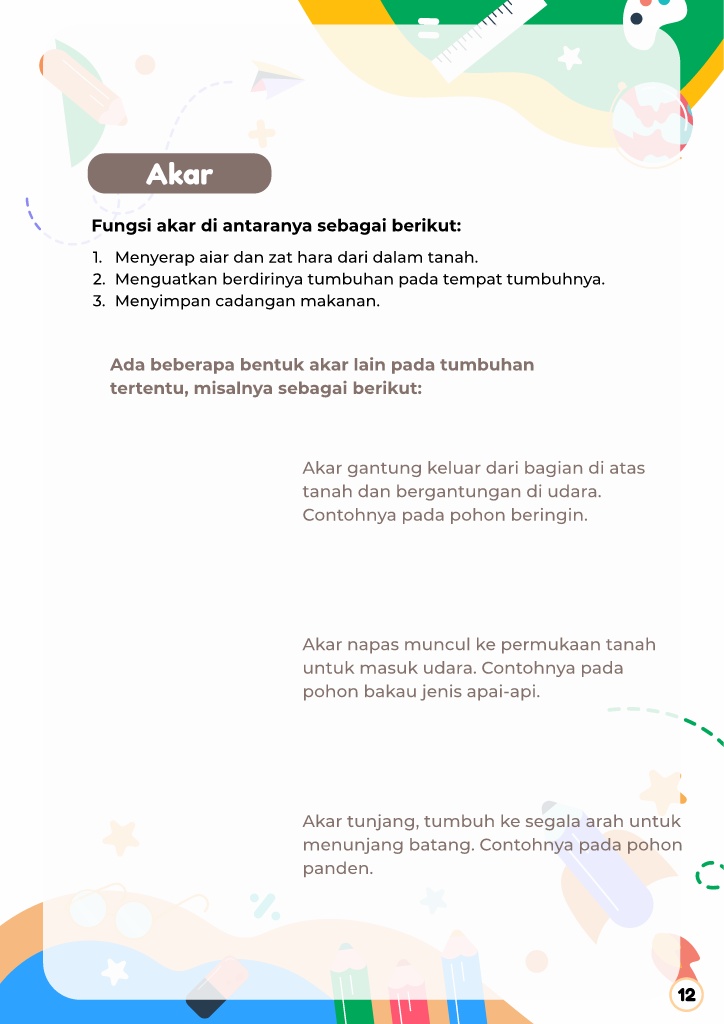 Akar
Fungsi akar di antaranya sebagai berikut:
1. Menyerap aiar dan zat hara dari dalam tanah.
2. Menguatkan berdirinya tumbuhan pada tempat tumbuhnya.
3. Menyimpan cadangan makanan.
Ada beberapa bentuk akar lain pada tumbuhan
tertentu, misalnya sebagai berikut:
Akar gantung keluar dari bagian di atas
tanah dan bergantungan di udara.
Contohnya pada pohon beringin.
Akar napas muncul ke permukaan tanah
untuk masuk udara. Contohnya pada
pohon bakau jenis apai-api.
Akar tunjang, tumbuh ke segala arah untuk
menunjang batang. Contohnya pada pohon
panden.
12